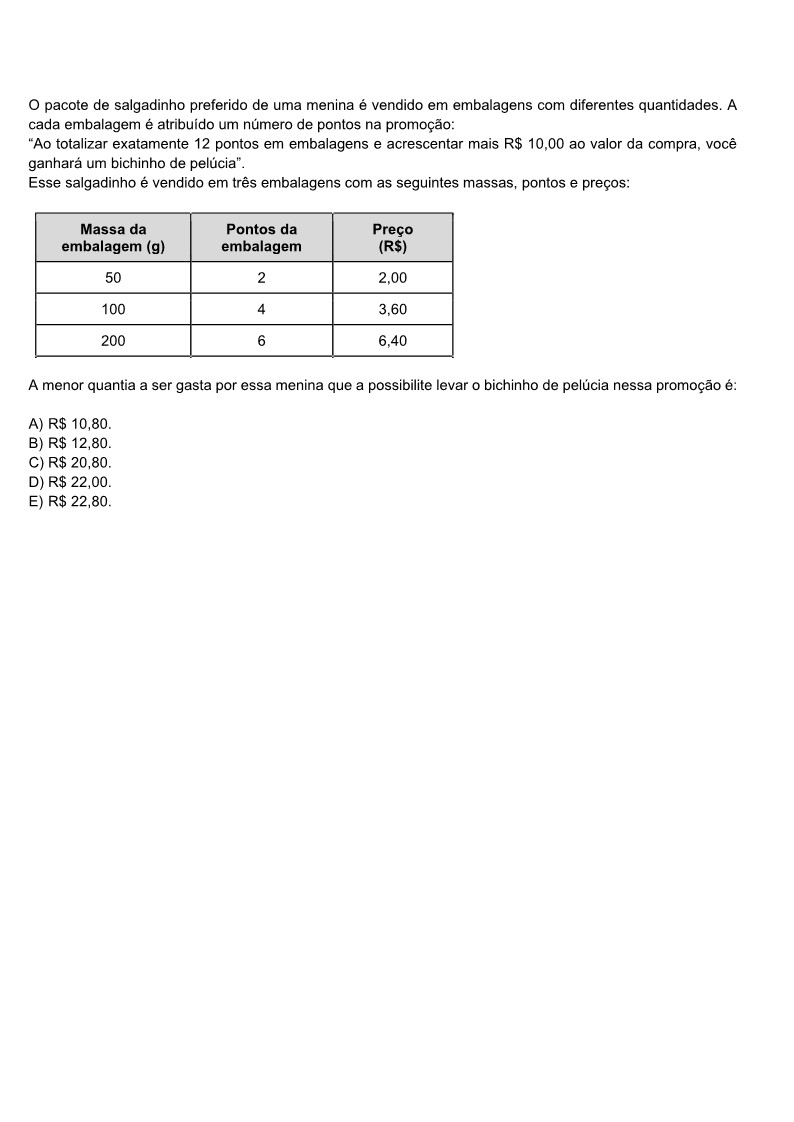 O pacote de salgadinho preferido de uma menina é vendido em embalagens com diferentes quantidades. A
cada embalagem é atribuído um número de pontos na promoção:
“Ao totalizar exatamente 12 pontos em embalagens e acrescentar mais R$ 10,00 ao valor da compra, você
ganhará um bichinho de pelúcia”.
Esse salgadinho é vendido em três embalagens com as seguintes massas, pontos e preços:
Massa da embalagem (g) Pontos da embalagem Preço (R$)
50 2 2,00
100 4 3,60
200 6 6,40
A menor quantia a ser gasta por essa menina que a possibilite levar o bichinho de pelúcia nessa promoção é:
A) R$ 10,80.
B) R$ 12,80.
C) R$ 20,80.
D) R$ 22,00.
E) R$ 22,80.